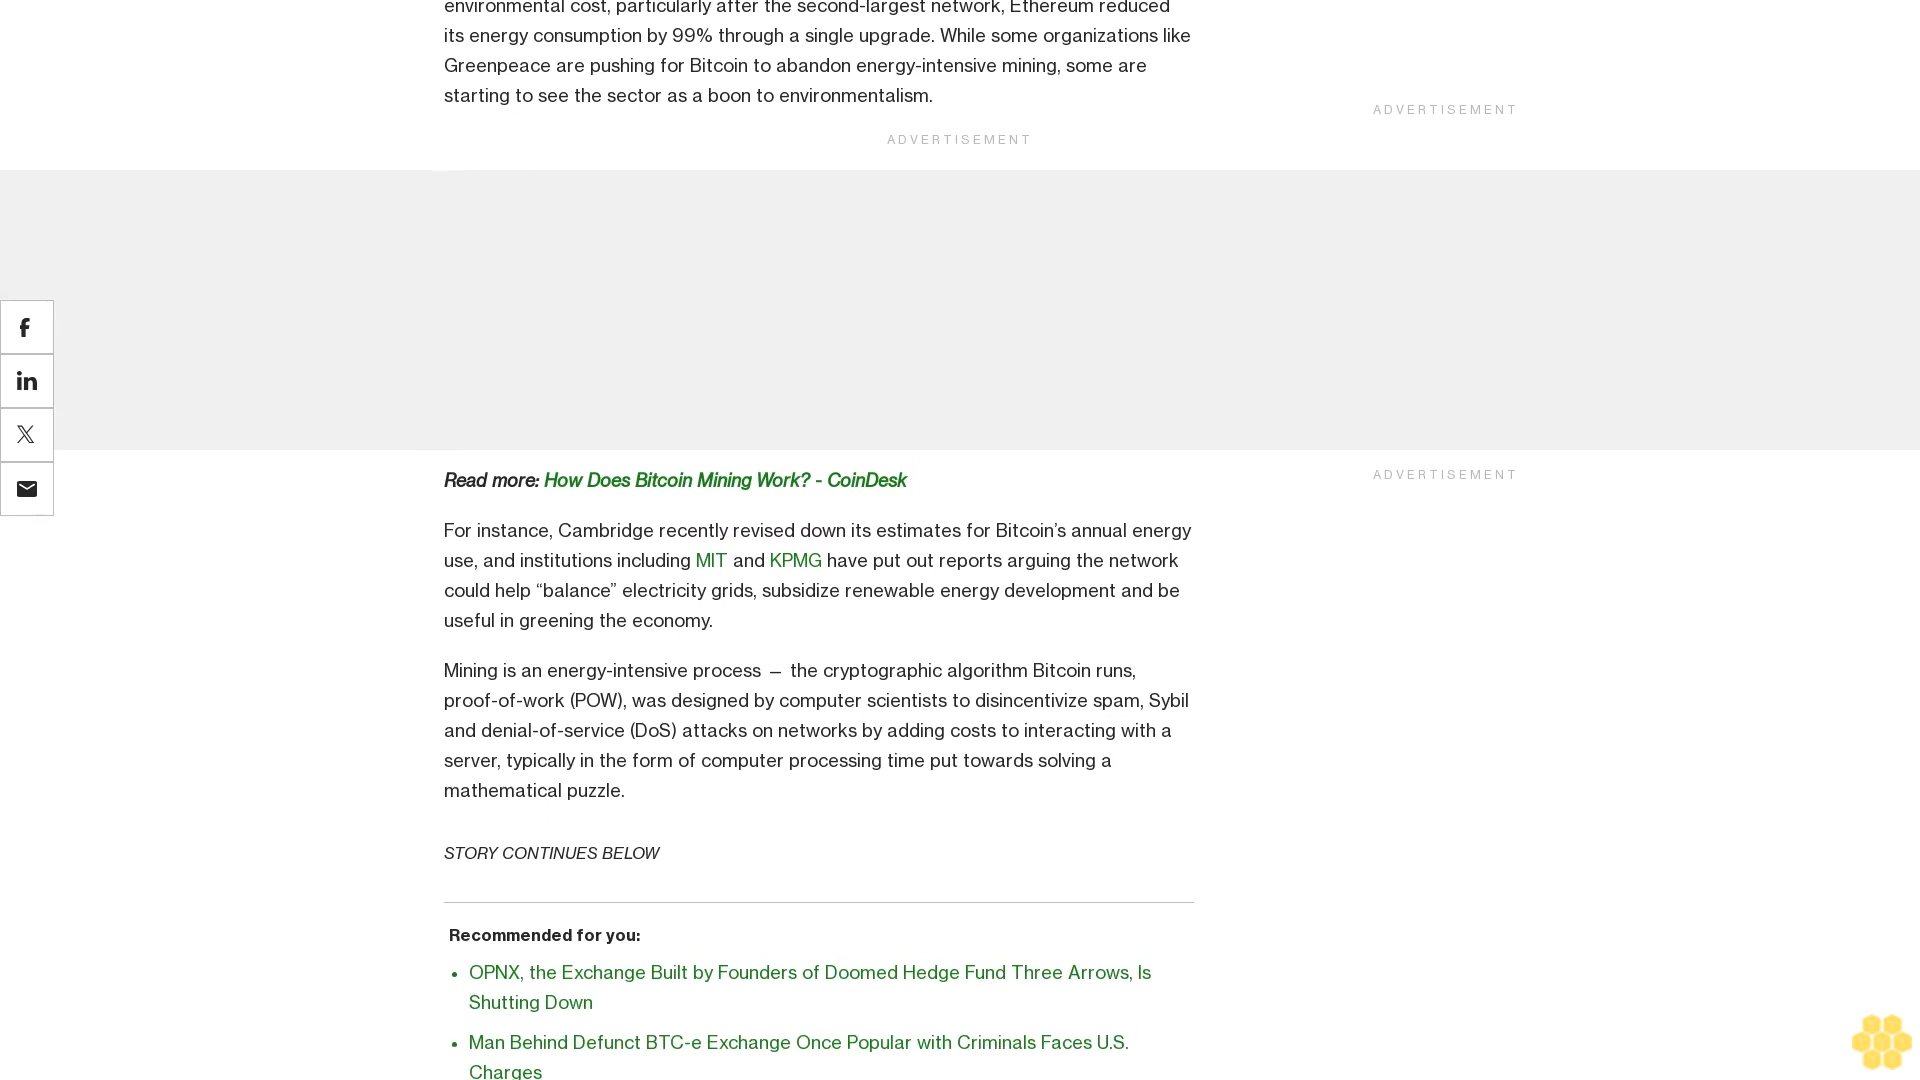 environmental cost, particularly after the second-largest network, Ethereum reduced
its energy consumption by 99% through a single upgrade. While some organizations like
Greenpeace are pushing for Bitcoin to abandon energy-intensive mining, some are
starting to see the sector as a boon to environmentalism.
ADVERTISEMENT
ADVERTISEMENT
Read more: How Does Bitcoin Mining Work? - CoinDesk
ADVERTISEMENT
For instance, Cambridge recently revised down its estimates for Bitcoin’s annual energy
use, and institutions including MIT and KPMG have put out reports arguing the network
could help “balance” electricity grids, subsidize renewable energy development and be
useful in greening the economy.
Mining is an energy-intensive process — the cryptographic algorithm Bitcoin runs,
proof-of-work (POW), was designed by computer scientists to disincentivize spam, Sybil
and denial-of-service (DoS) attacks on networks by adding costs to interacting with a
server, typically in the form of computer processing time put towards solving a
mathematical puzzle.
STORY CONTINUES BELOW
Recommended for you:
OPNX, the Exchange Built by Founders of Doomed Hedge Fund Three Arrows, Is
Shutting Down
Man Behind Defunct BTC-e Exchange Once Popular with Criminals Faces U.S.
Charges